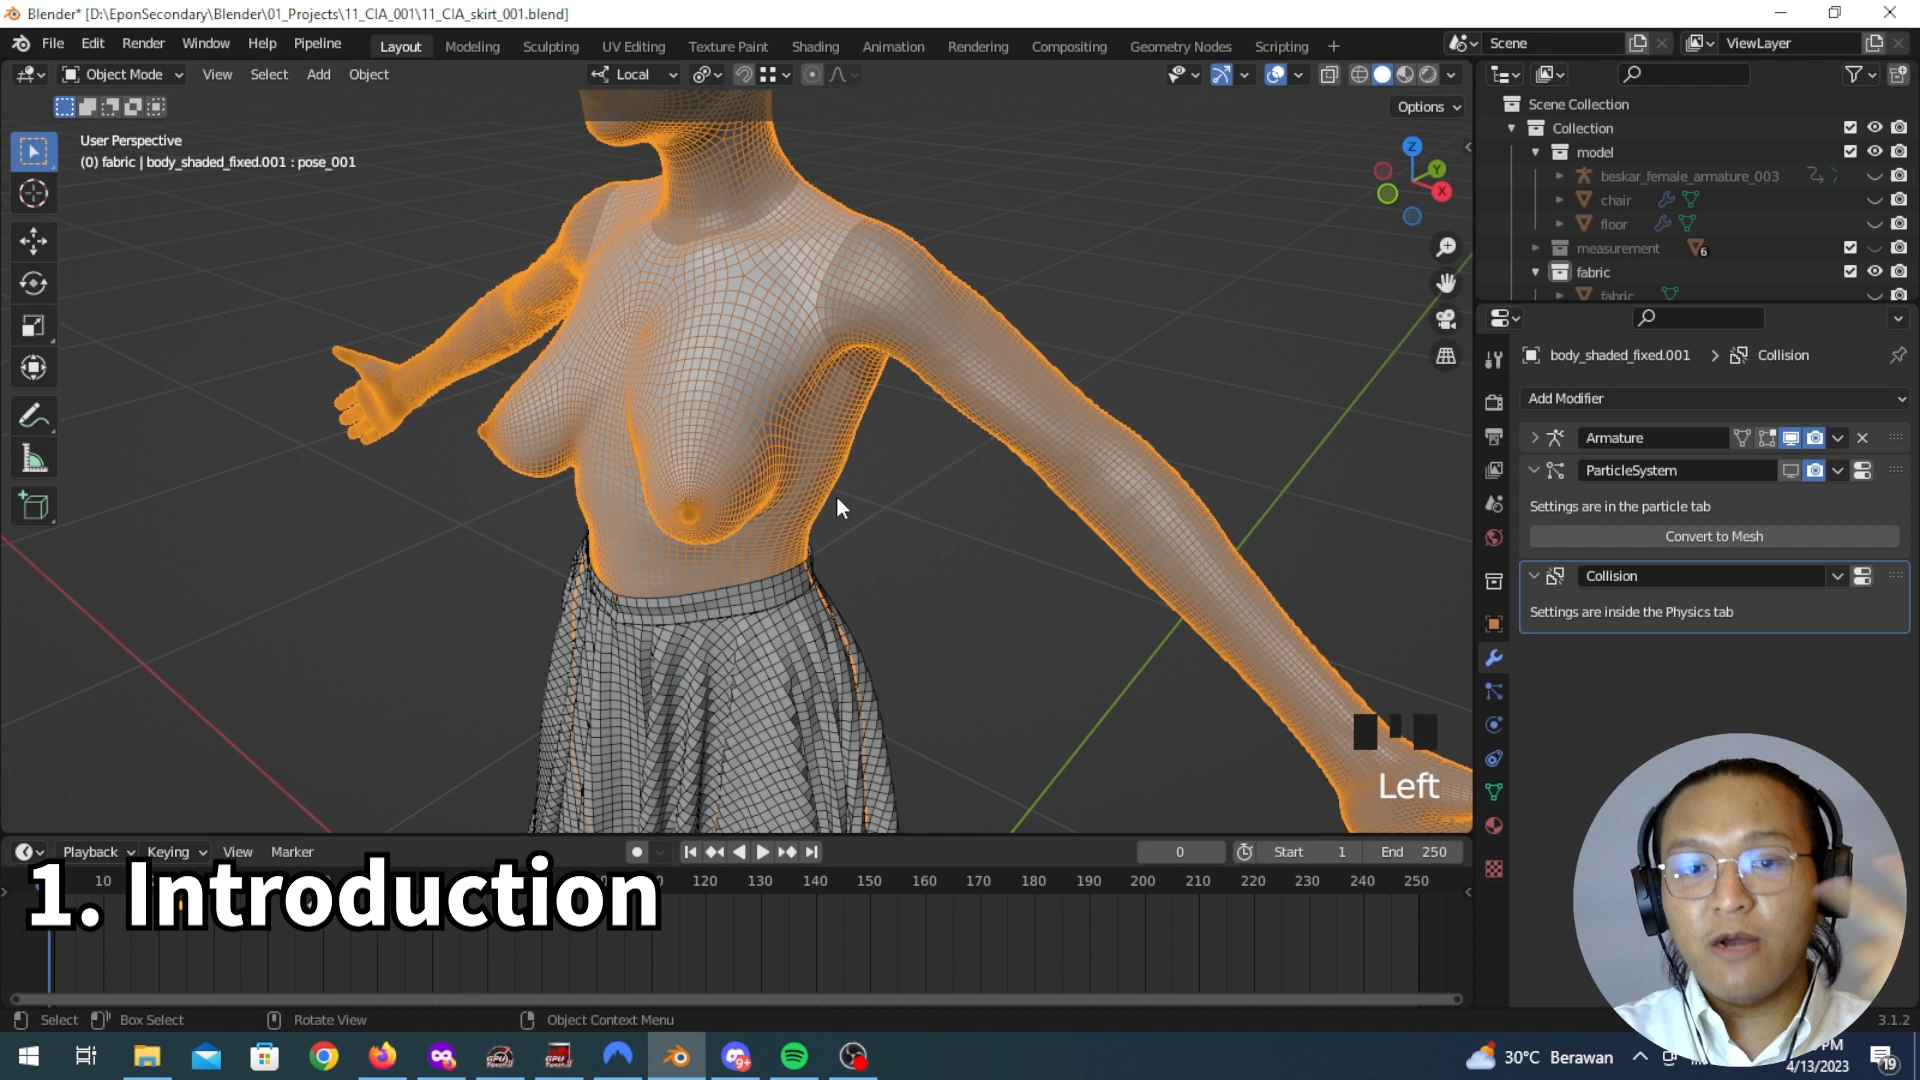 Blender* [D:\EponSecondary\Blender\01_Projects\11_CIA_001\11_CIA_skirt_001.blend]
File Edit Render Window Help Pipeline Layout Modeling Sculpting UV Editing Texture Paint Shading Animation Rendering Compositing Geometry Nodes Scripting + Scene ViewLayer
Object Mode View Select Add Object Local
Options
User Perspective
(0) fabric | body_shaded_fixed.001 : pose_001
Z
Y
X
Scene Collection
Collection
model
beskar_female_armature_003
chair
floor
measurement 6
fabric
fabric
body_shaded_fixed.001 > Collision
Add Modifier
Armature
ParticleSystem
Settings are in the particle tab
Convert to Mesh
Collision
Settings are inside the Physics tab
Left
Playback Keying View Marker 0 Start 1 End 250
10 120 130 140 150 160 170 180 190 200 210 220 230 240 250
1. Introduction
Select Box Select Rotate View Object Context Menu 3.1.2
9+
30°C Berawan PM
4/13/2023 19